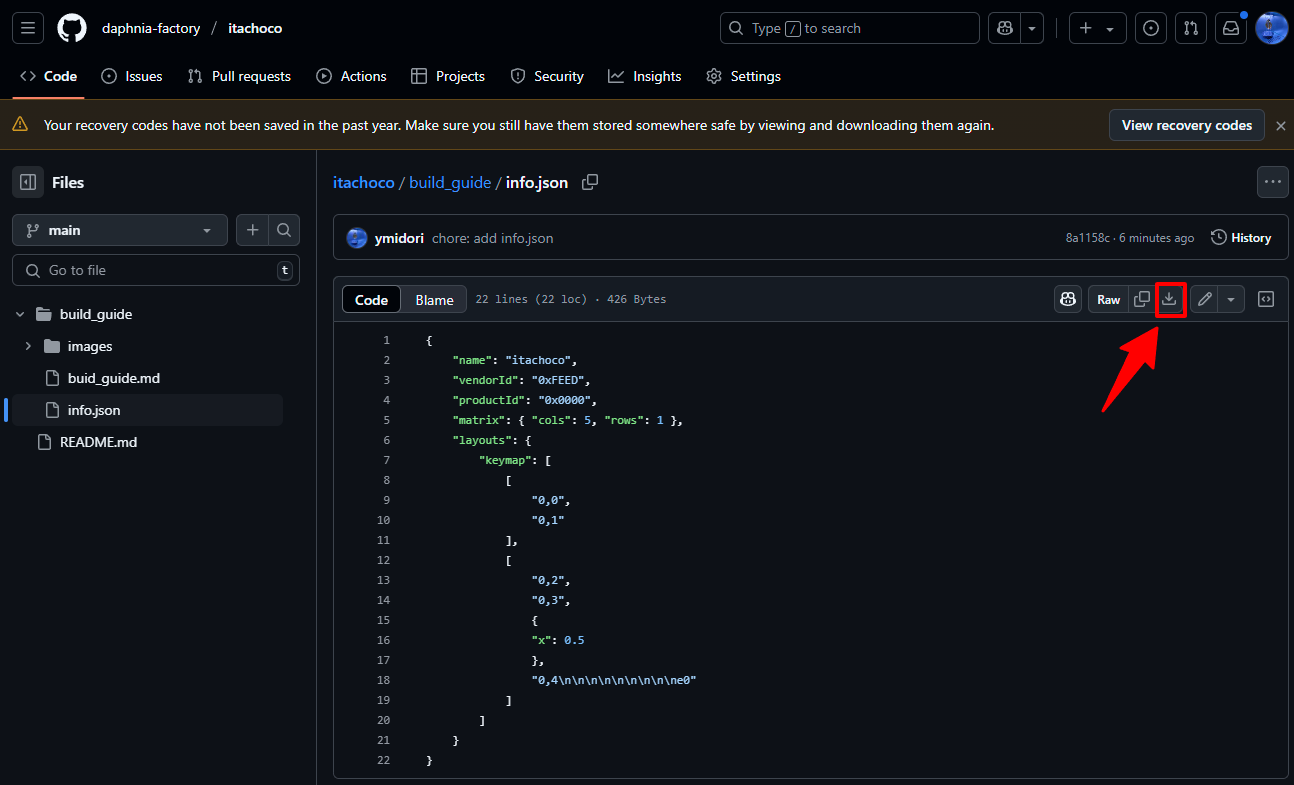 daphnia-factory / itachoco
Type / to search
Code Issues Pull requests Actions Projects Security Insights Settings
Your recovery codes have not been saved in the past year. Make sure you still have them stored somewhere safe by viewing and downloading them again.
View recovery codes
Files
main
Go to file
t
build_guide
images
buid_guide.md
info.json
README.md
itachoco / build_guide / info.json
ymidori chore: add info.json
8a1158c · 6 minutes ago
History
Code Blame 22 lines (22 loc) · 426 Bytes
Raw
1 {
2 "name": "itachoco",
3 "vendorId": "0xFEED",
4 "productId": "0x0000",
5 "matrix": { "cols": 5, "rows": 1 },
6 "layouts": {
7 "keymap": [
8 [
9 "0,0",
10 "0,1"
11 ],
12 [
13 "0,2",
14 "0,3",
15 {
16 "x": 0.5
17 },
18 "0,4\n\n\n\n\n\n\n\n\ne0"
19 ]
20 ]
21 }
22 }